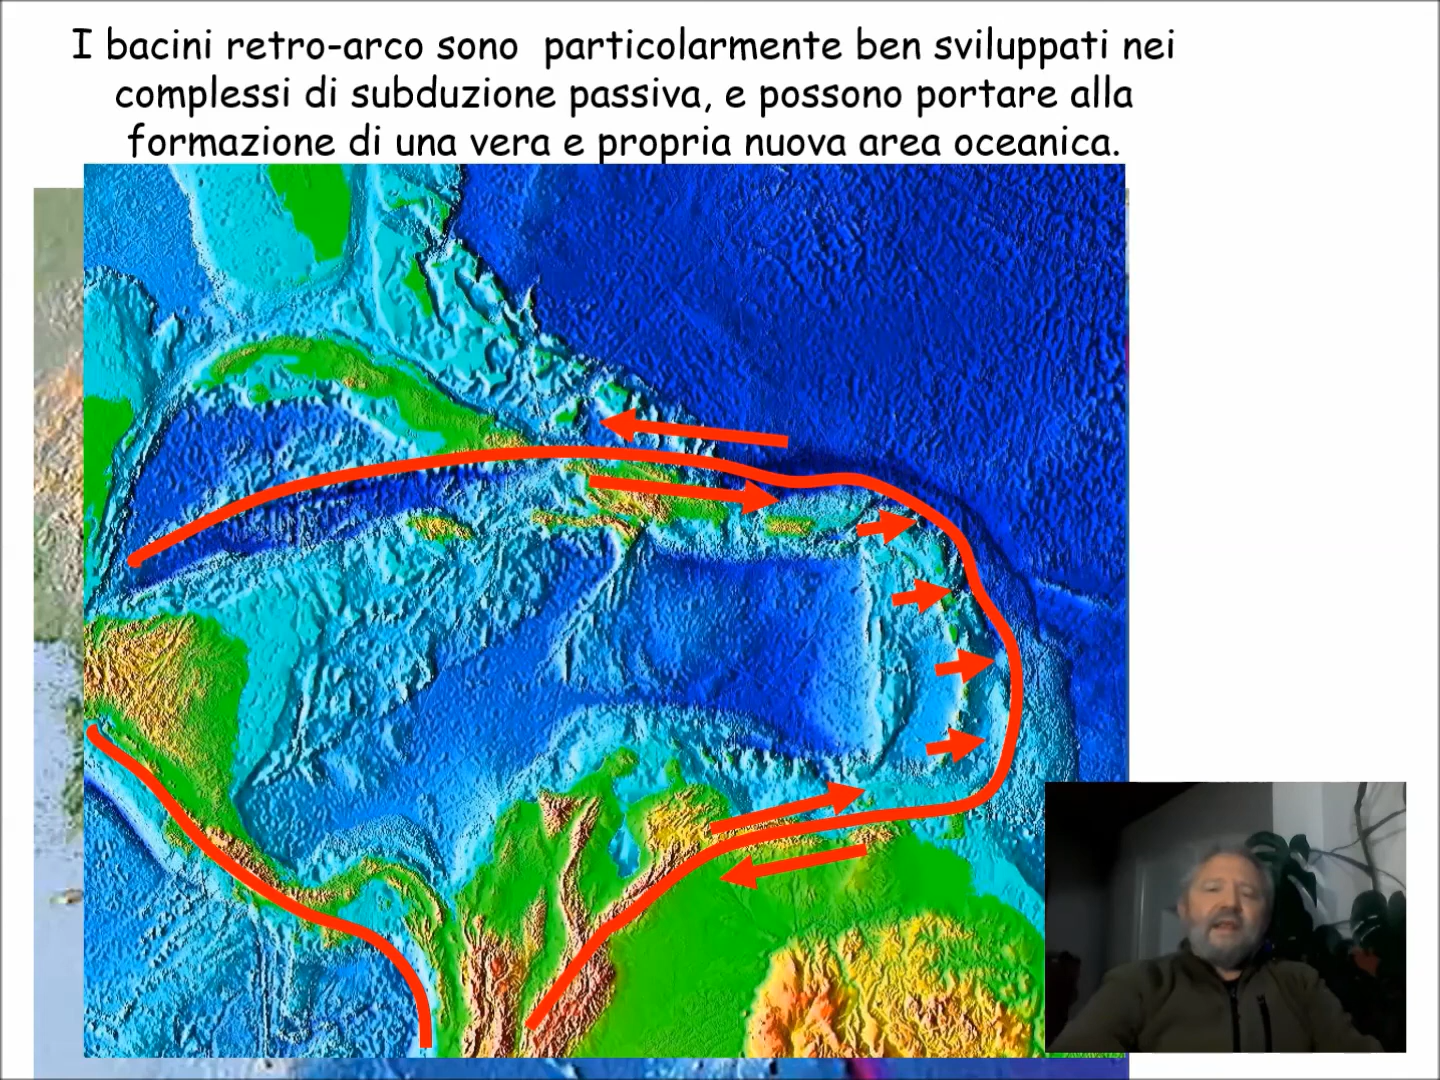 I bacini retro-arco sono particolarmente ben sviluppati nei
complessi di subduzione passiva, e possono portare alla
formazione di una vera e propria nuova area oceanica.